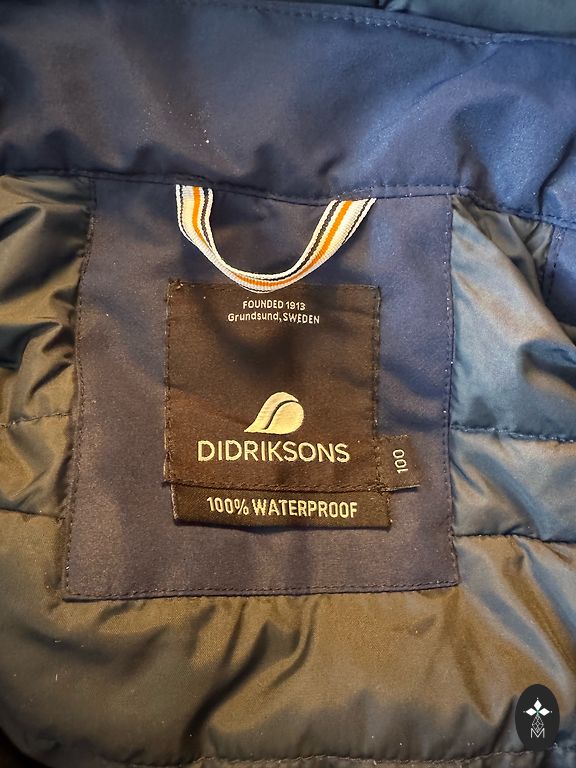 FOUNDED 1913
Grundsund, SWEDEN
DIDRIKSONS
100
100% WATERPROOF
M